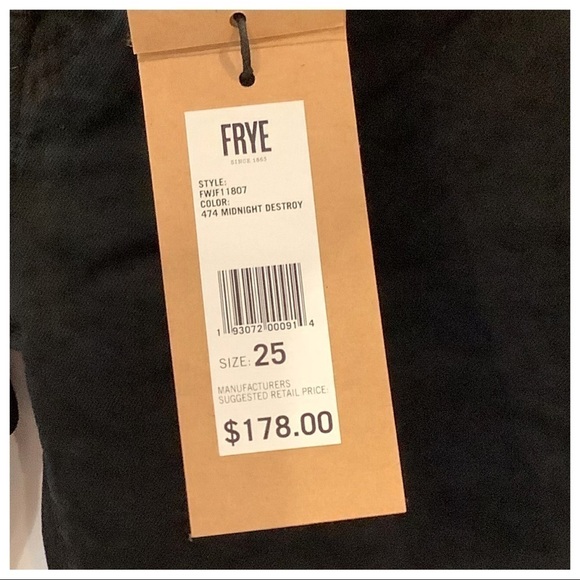 FRYE
SINCE 1863
STYLE:
FWJF11807
COLOR:
474 MIDNIGHT DESTROY
1 93072 00091 4
SIZE: 25
MANUFACTURERS
SUGGESTED RETAIL PRICE:
$178.00